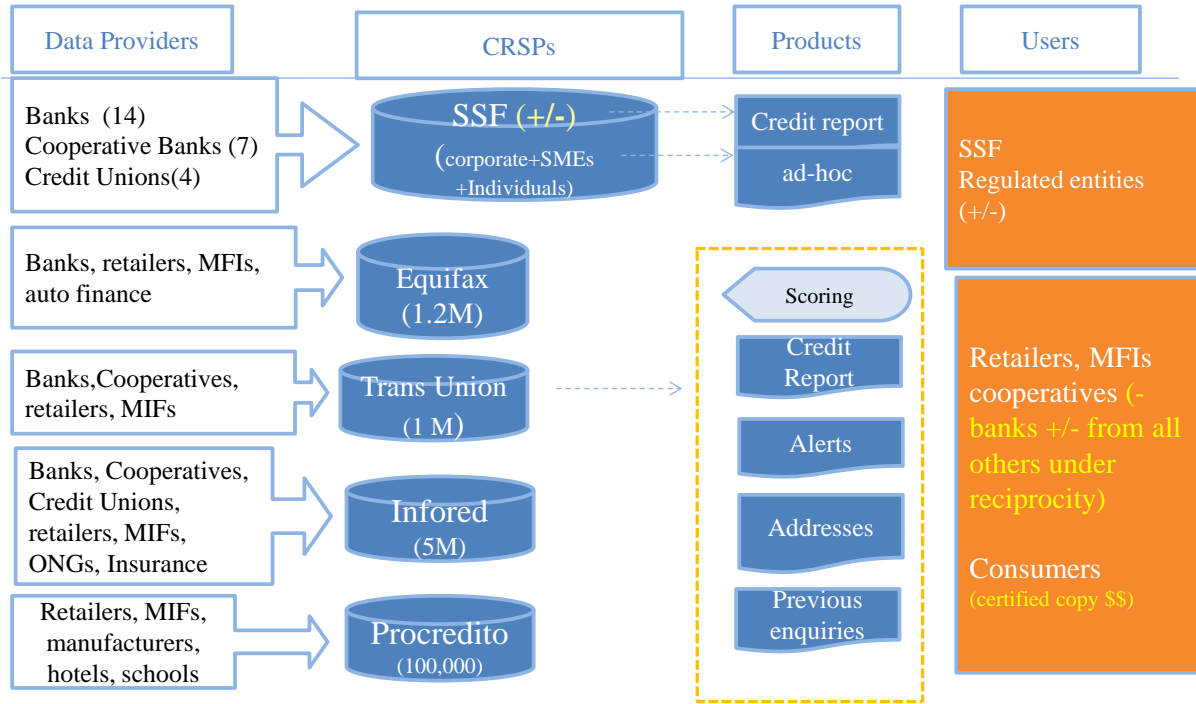 Data Providers
CRSPs
Products
Users
Banks  (14)
Cooperative Banks (7)
Credit Unions(4)
SSF (+/-)
(corporate+SMEs
+Individuals)
Credit report
ad-hoc
SSF
Regulated entities
(+/-)
Banks, retailers, MFIs,
auto finance
Equifax
(1.2M)
Banks,Cooperatives,
retailers, MIFs
Trans Union
(1 M)
Banks, Cooperatives,
Credit Unions,
retailers, MIFs,
ONGs, Insurance
Infored
(5M)
Retailers, MIFs,
manufacturers,
hotels, schools
Procredito
(100,000)
Scoring
Credit
Report
Alerts
Addresses
Previous
enquiries
Retailers, MFIs
cooperatives (-
banks +/- from all
others under
reciprocity)
Consumers
(certified copy $$)